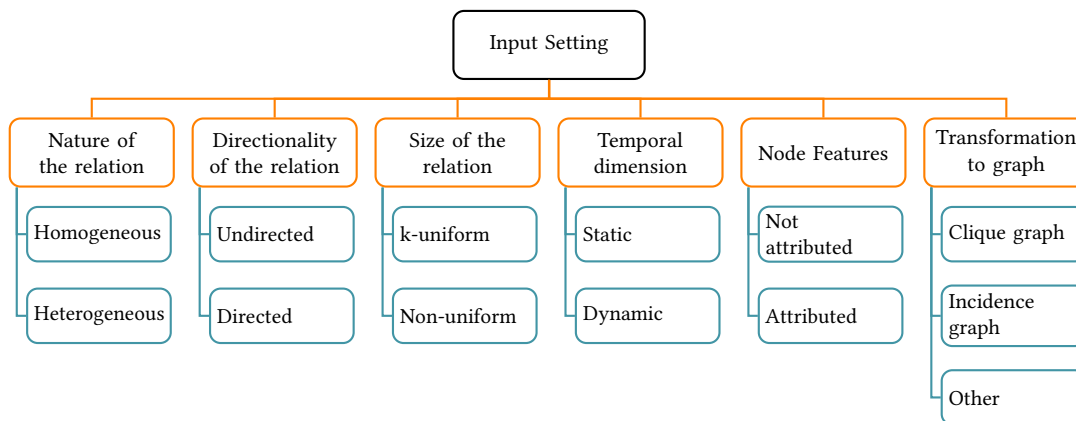 Input Setting
Nature of
the relation
Directionality
of the relation
Size of the
relation
Temporal
dimension
Node Features
Transformation
to graph
Homogeneous
Undirected
k-uniform
Static
Not
attributed
Clique graph
Heterogeneous
Directed
Non-uniform
Dynamic
Attributed
Incidence
graph
Other